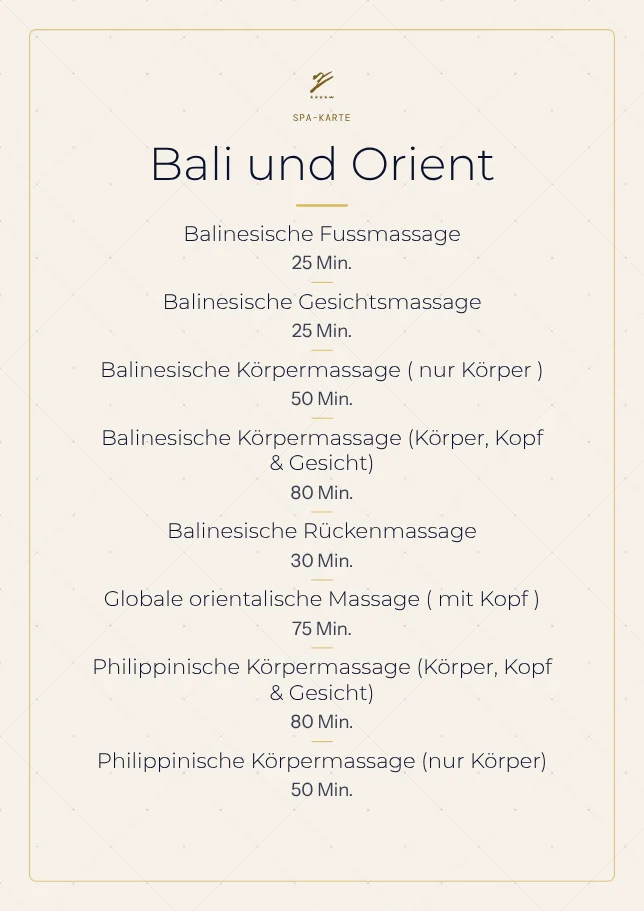 SPA-KARTE
Bali und Orient
Balinesische Fussmassage
25 Min.
Balinesische Gesichtsmassage
25 Min.
Balinesische Körpermassage ( nur Körper )
50 Min.
Balinesische Körpermassage (Körper, Kopf
& Gesicht)
80 Min.
Balinesische Rückenmassage
30 Min.
Globale orientalische Massage ( mit Kopf )
75 Min.
Philippinische Körpermassage (Körper, Kopf
& Gesicht)
80 Min.
Philippinische Körpermassage (nur Körper)
50 Min.